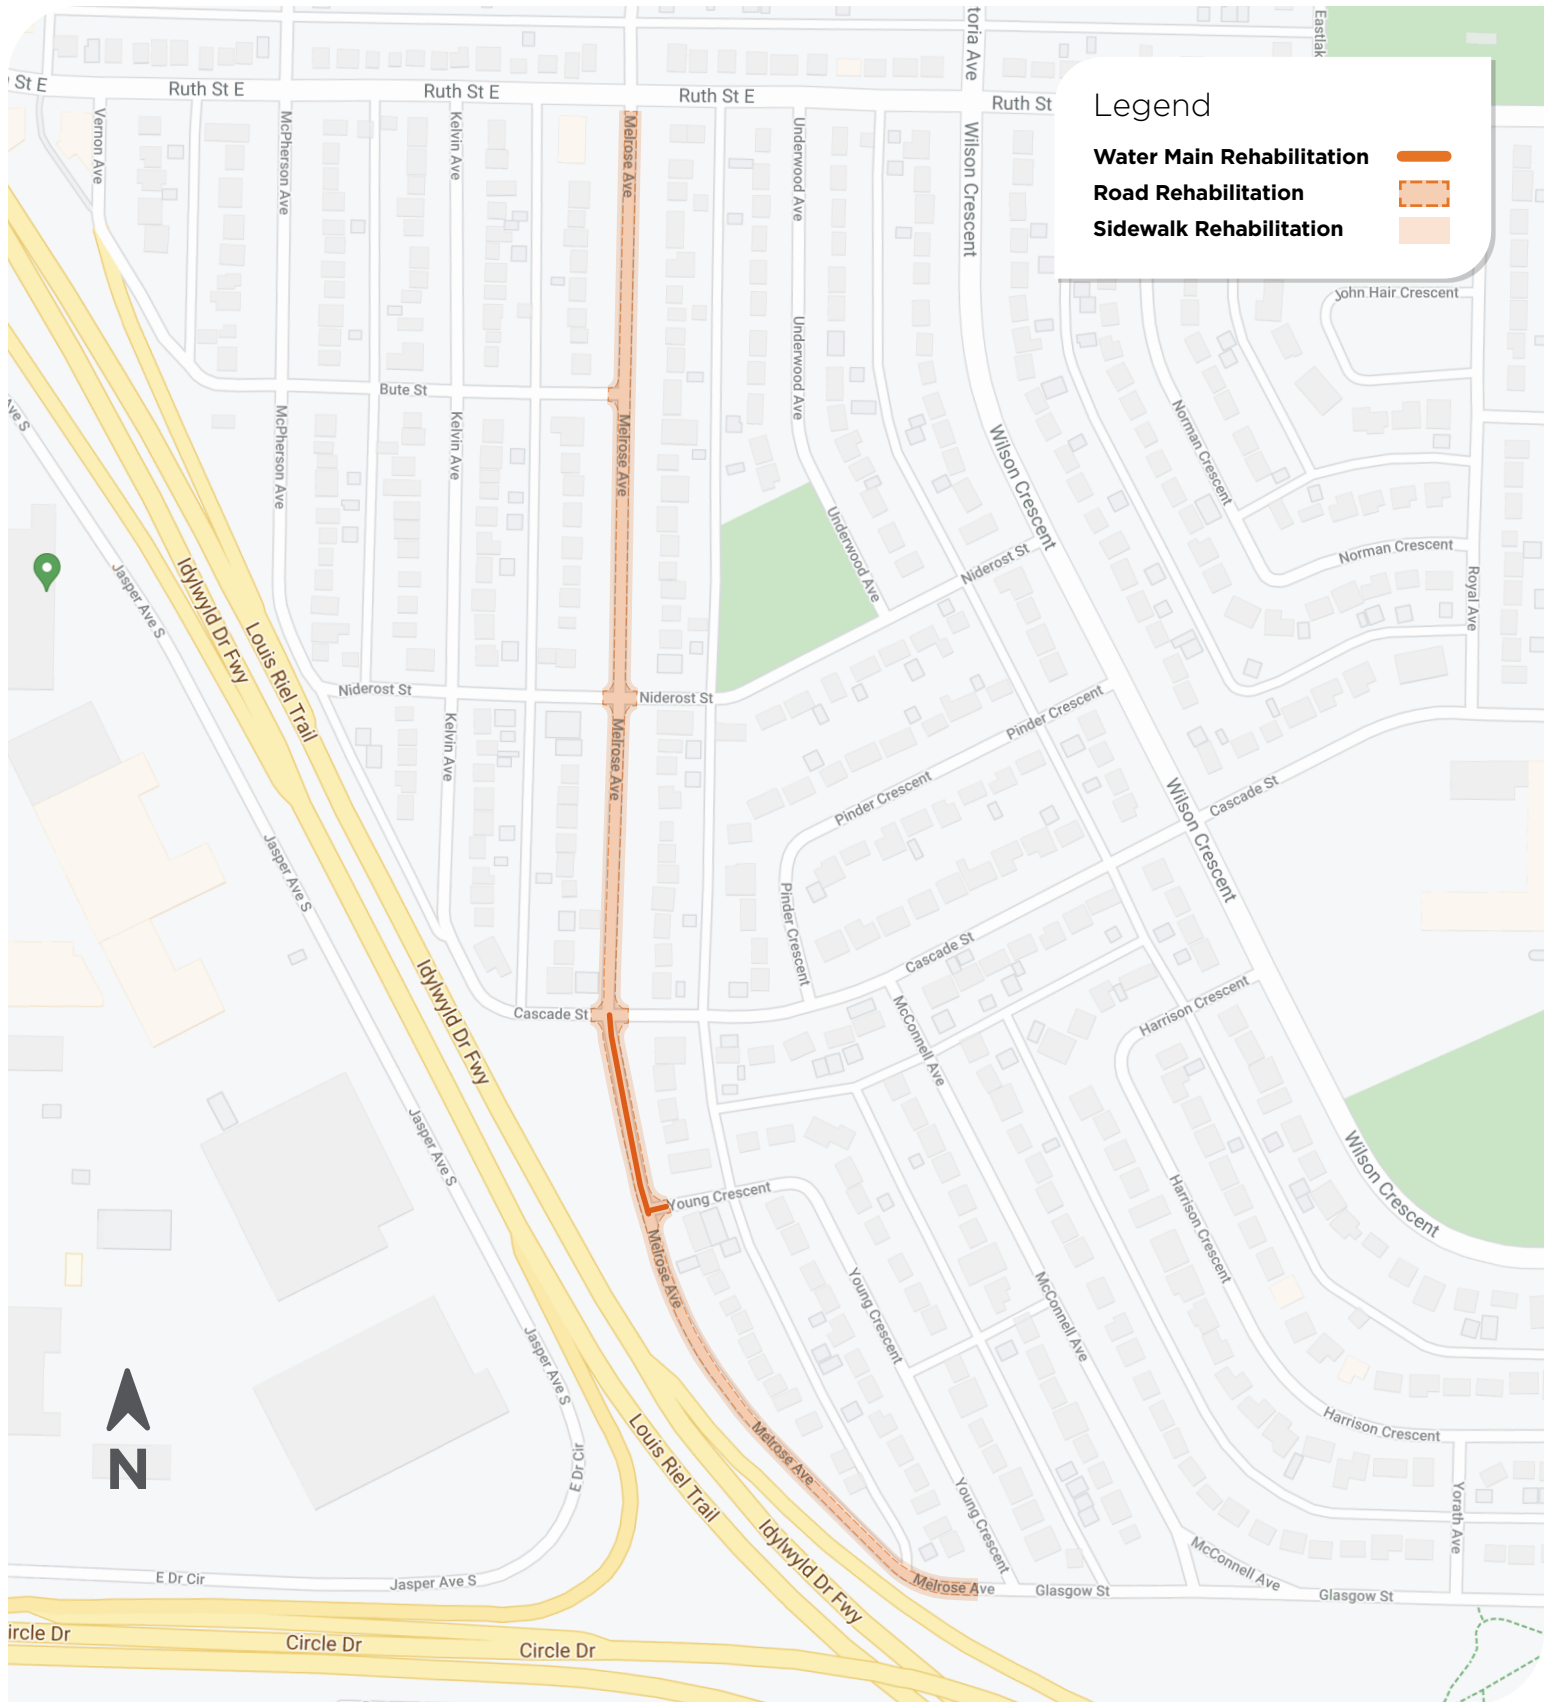 toria Ave
Eastlak
St E
Ruth St E
Ruth St E
Ruth St E
Ruth St
Legend
Water Main Rehabilitation
Road Rehabilitation
Sidewalk Rehabilitation
Vernon Ave
McPherson Ave
Kelvin Ave
Melrose Ave
Underwood Ave
Wilson Crescent
John Hair Crescent
Underwood Ave
Bute St
Ave S
McPherson Ave
Kelvin Ave
Melrose Ave
Wilson Crescent
Norman Crescent
Underwood Ave
Niderost St
Norman Crescent
Royal Ave
Jasper Ave S
Idylwyld Dr Fwy
Louis Riel Trail
Niderost St
Niderost St
Pinder Crescent
Kelvin Ave
Melrose Ave
Pinder Crescent
Wilson Crescent
Cascade St
Jasper Ave S
Pinder Crescent
Cascade St
Idylwyld Dr Fwy
Cascade St
McConnell Ave
Harrison Crescent
Jasper Ave S
Young Crescent
Wilson Crescent
Harrison Crescent
Melrose Ave
Young Crescent
McConnell Ave
Jasper Ave S
N
E Dr Cir
Louis Riel Trail
Melrose Ave
Harrison Crescent
Young Crescent
Yorath Ave
Idylwyld Dr Fwy
E Dr Cir
Jasper Ave S
Melrose Ave
Glasgow St
McConnell Ave
Glasgow St
ircle Dr
Circle Dr
Circle Dr